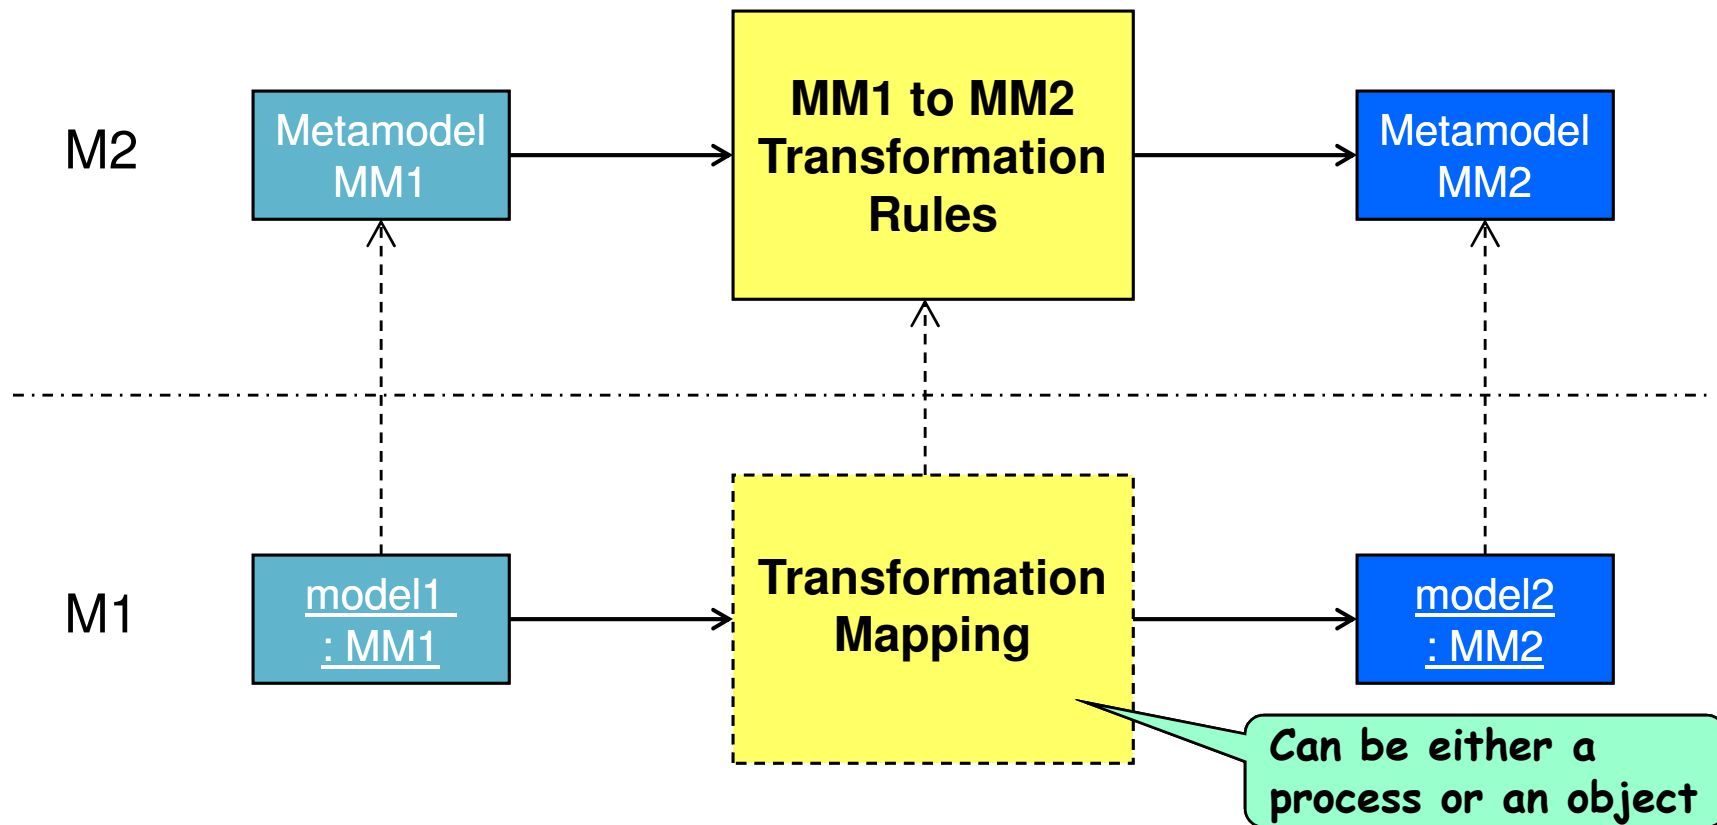 M2
Metamodel
MM1
MM1 to MM2
Transformation
Rules
Metamodel
MM2
M1
model1
: MM1
Transformation
Mapping
model2
: MM2
Can be either a
process or an object